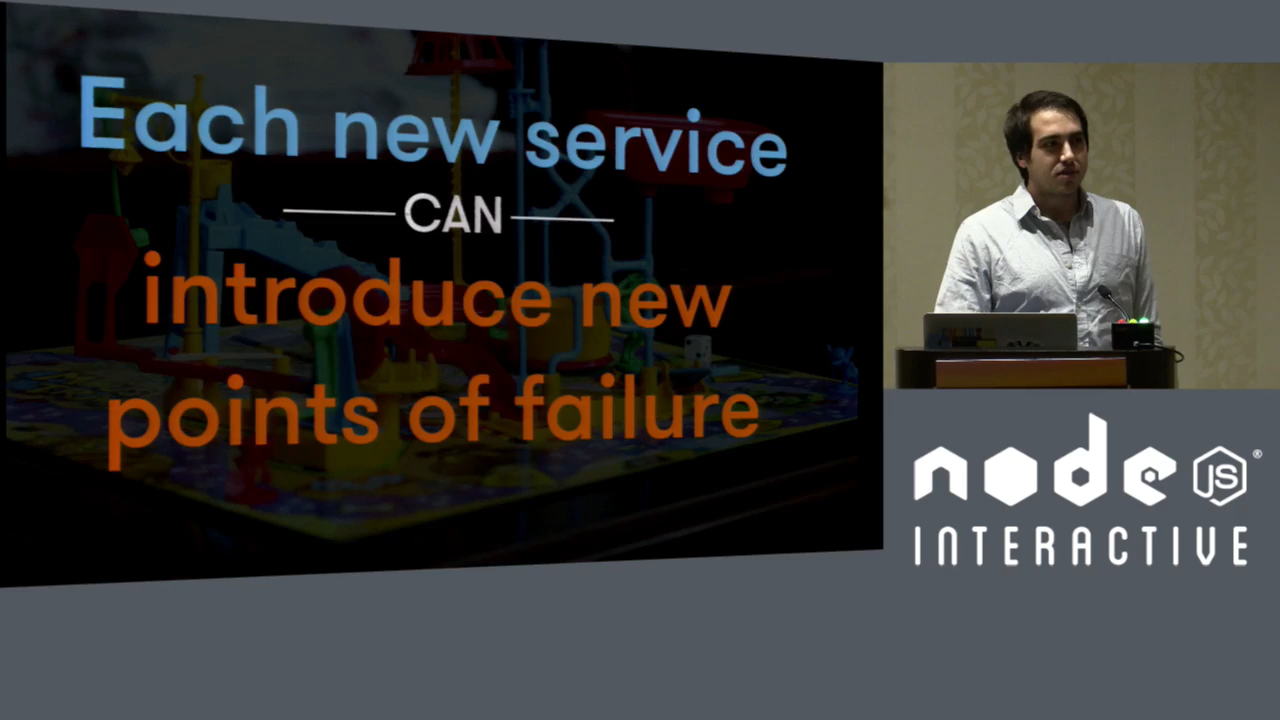 Each new service
CAN
introduce new
points of failure
node JS ®
INTERACTIVE